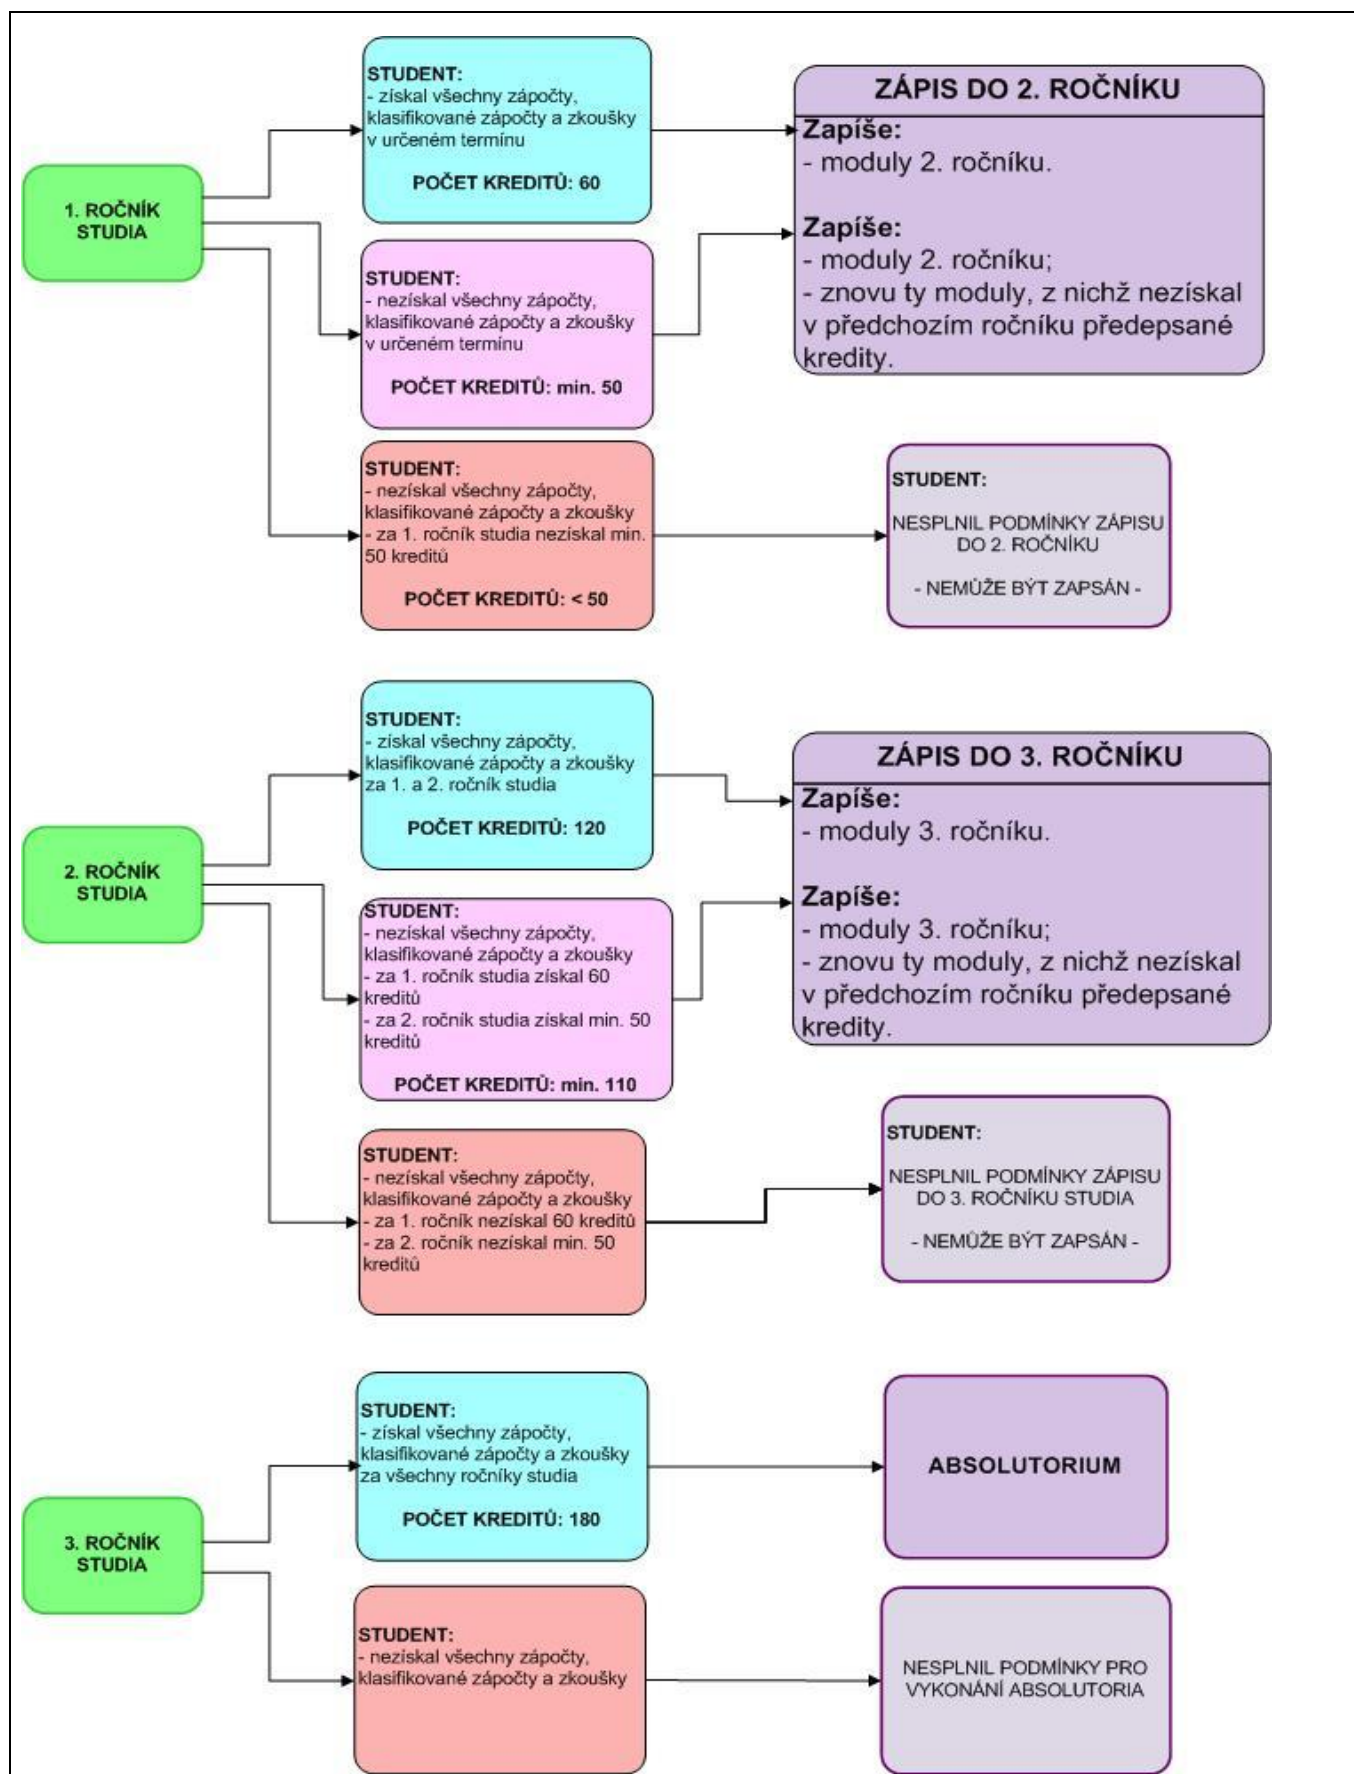 1. ROČNÍK
STUDIA
STUDENT:
- získal všechny zápočty,
klasifikované zápočty a zkoušky
v určeném termínu
POČET KREDITŮ: 60
ZÁPIS DO 2. ROČNÍKU
Zapíše:
- moduly 2. ročníku.
Zapíše:
- moduly 2. ročníku;
- znovu ty moduly, z nichž nezískal
v předchozím ročníku předepsané
kredity.
STUDENT:
- nezískal všechny zápočty,
klasifikované zápočty a zkoušky
v určeném termínu
POČET KREDITŮ: min. 50
STUDENT:
- nezískal všechny zápočty,
klasifikované zápočty a zkoušky
- za 1. ročník studia nezískal min.
50 kreditů
POČET KREDITŮ: < 50
STUDENT:
NESPLNIL PODMÍNKY ZÁPISU
DO 2. ROČNÍKU
- NEMŮŽE BÝT ZAPSÁN -
2. ROČNÍK
STUDIA
STUDENT:
- získal všechny zápočty,
klasifikované zápočty a zkoušky
za 1. a 2. ročník studia
POČET KREDITŮ: 120
ZÁPIS DO 3. ROČNÍKU
Zapíše:
- moduly 3. ročníku.
Zapíše:
- moduly 3. ročníku;
- znovu ty moduly, z nichž nezískal
v předchozím ročníku předepsané
kredity.
STUDENT:
- nezískal všechny zápočty,
klasifikované zápočty a zkoušky
- za 1. ročník studia získal 60
kreditů
- za 2. ročník studia získal min. 50
kreditů
POČET KREDITŮ: min. 110
STUDENT:
- nezískal všechny zápočty,
klasifikované zápočty a zkoušky
- za 1. ročník nezískal 60 kreditů
- za 2. ročník nezískal min. 50
kreditů
STUDENT:
NESPLNIL PODMÍNKY ZÁPISU
DO 3. ROČNÍKU STUDIA
- NEMŮŽE BÝT ZAPSÁN -
3. ROČNÍK
STUDIA
STUDENT:
- získal všechny zápočty,
klasifikované zápočty a zkoušky
za všechny ročníky studia
POČET KREDITŮ: 180
ABSOLUTORIUM
STUDENT:
- nezískal všechny zápočty,
klasifikované zápočty a zkoušky
NESPLNIL PODMÍNKY PRO
VYKONÁNÍ ABSOLUTORIA